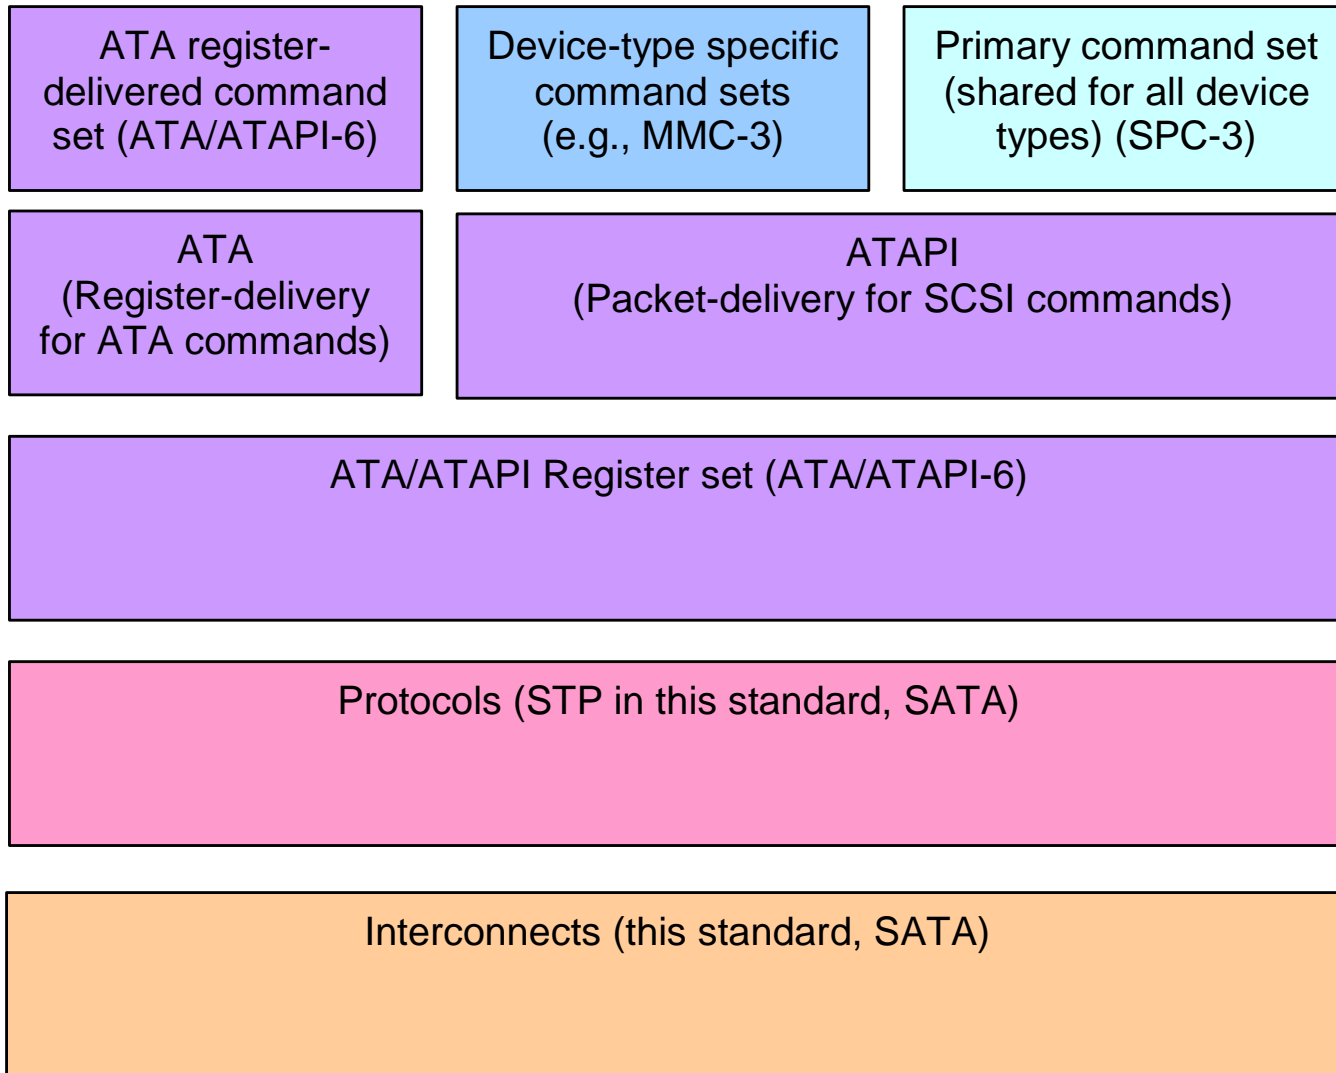 ATA register-
delivered command
set (ATA/ATAPI-6)
Device-type specific
command sets
(e.g., MMC-3)
Primary command set
(shared for all device
types) (SPC-3)
ATA
(Register-delivery
for ATA commands)
ATAPI
(Packet-delivery for SCSI commands)
ATA/ATAPI Register set (ATA/ATAPI-6)
Protocols (STP in this standard, SATA)
Interconnects (this standard, SATA)